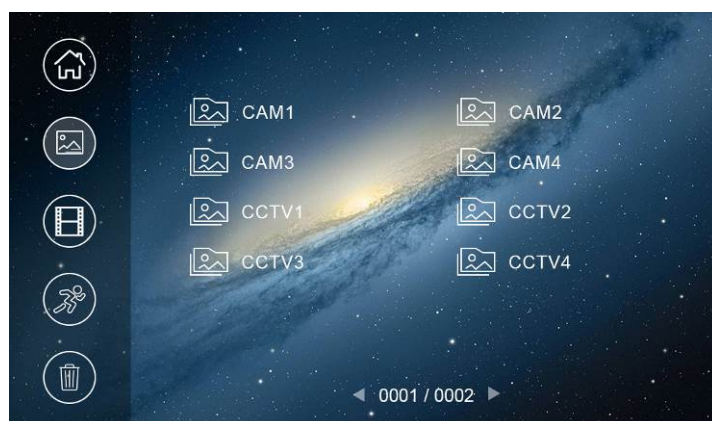 CAM1 CAM2
CAM3 CAM4
CCTV1 CCTV2
CCTV3 CCTV4
0001 / 0002